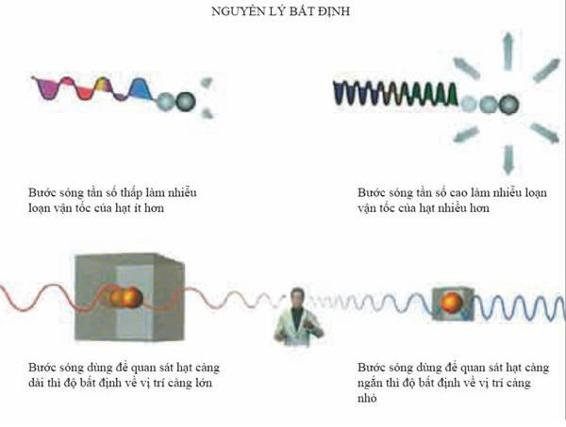 NGUYÊN LÝ BẤT ĐỊNH
Bước sóng tần số thấp làm nhiễu
loạn vận tốc của hạt ít hơn
Bước sóng tần số cao làm nhiễu loạn
vận tốc của hạt nhiều hơn
Bước sóng dùng để quan sát hạt càng
dài thì độ bất định về vị trí càng lớn
Bước sóng dùng để quan sát hạt càng
ngắn thì độ bất định về vị trí càng
nhỏ